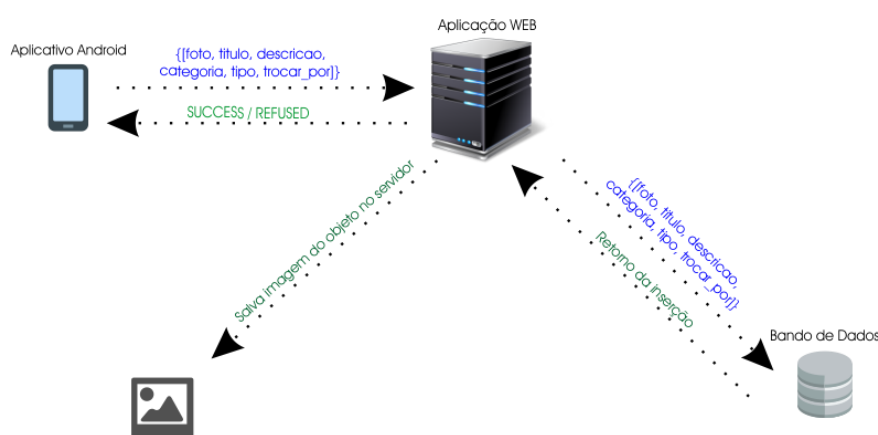 Aplicação WEB
Aplicativo Android
{[foto, titulo, descricao,
categoria, tipo, trocar_por]}
SUCCESS / REFUSED
Salva imagem do objeto no servidor
{[foto, titulo, descricao,
categoria, tipo, trocar_por]}
Retorno da inserção
Bando de Dados